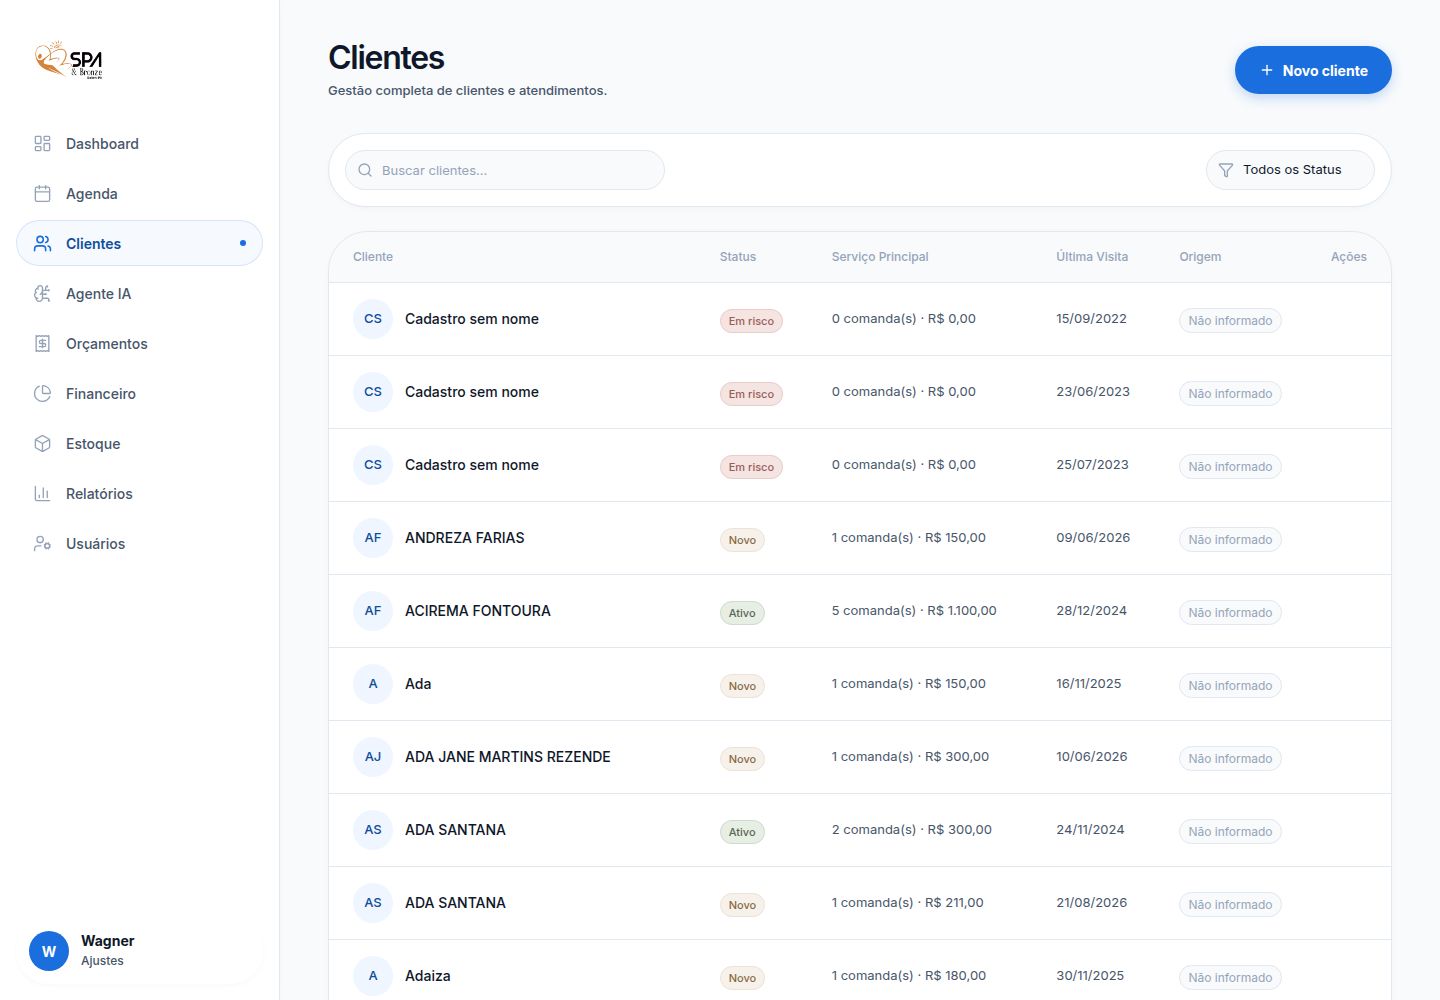 SPA
& Bronze
Dashboard
Agenda
Clientes
Agente IA
Orçamentos
Financeiro
Estoque
Relatórios
Usuários
W
Wagner
Ajustes
Clientes
Gestão completa de clientes e atendimentos.
+ Novo cliente
Buscar clientes...
Todos os Status
Cliente Status Serviço Principal Última Visita Origem Ações
CS Cadastro sem nome Em risco 0 comanda(s) · R$ 0,00 15/09/2022 Não informado
CS Cadastro sem nome Em risco 0 comanda(s) · R$ 0,00 23/06/2023 Não informado
CS Cadastro sem nome Em risco 0 comanda(s) · R$ 0,00 25/07/2023 Não informado
AF ANDREZA FARIAS Novo 1 comanda(s) · R$ 150,00 09/06/2026 Não informado
AF ACIREMA FONTOURA Ativo 5 comanda(s) · R$ 1.100,00 28/12/2024 Não informado
A Ada Novo 1 comanda(s) · R$ 150,00 16/11/2025 Não informado
AJ ADA JANE MARTINS REZENDE Novo 1 comanda(s) · R$ 300,00 10/06/2026 Não informado
AS ADA SANTANA Ativo 2 comanda(s) · R$ 300,00 24/11/2024 Não informado
AS ADA SANTANA Novo 1 comanda(s) · R$ 211,00 21/08/2026 Não informado
A Adaiza Novo 1 comanda(s) · R$ 180,00 30/11/2025 Não informado